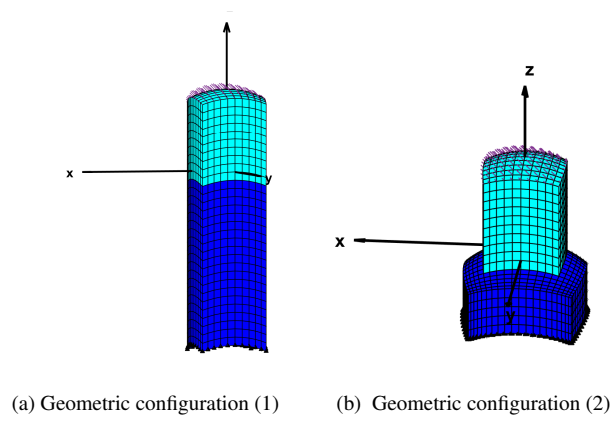 x
y
z
x
y
(a) Geometric configuration (1)
(b) Geometric configuration (2)